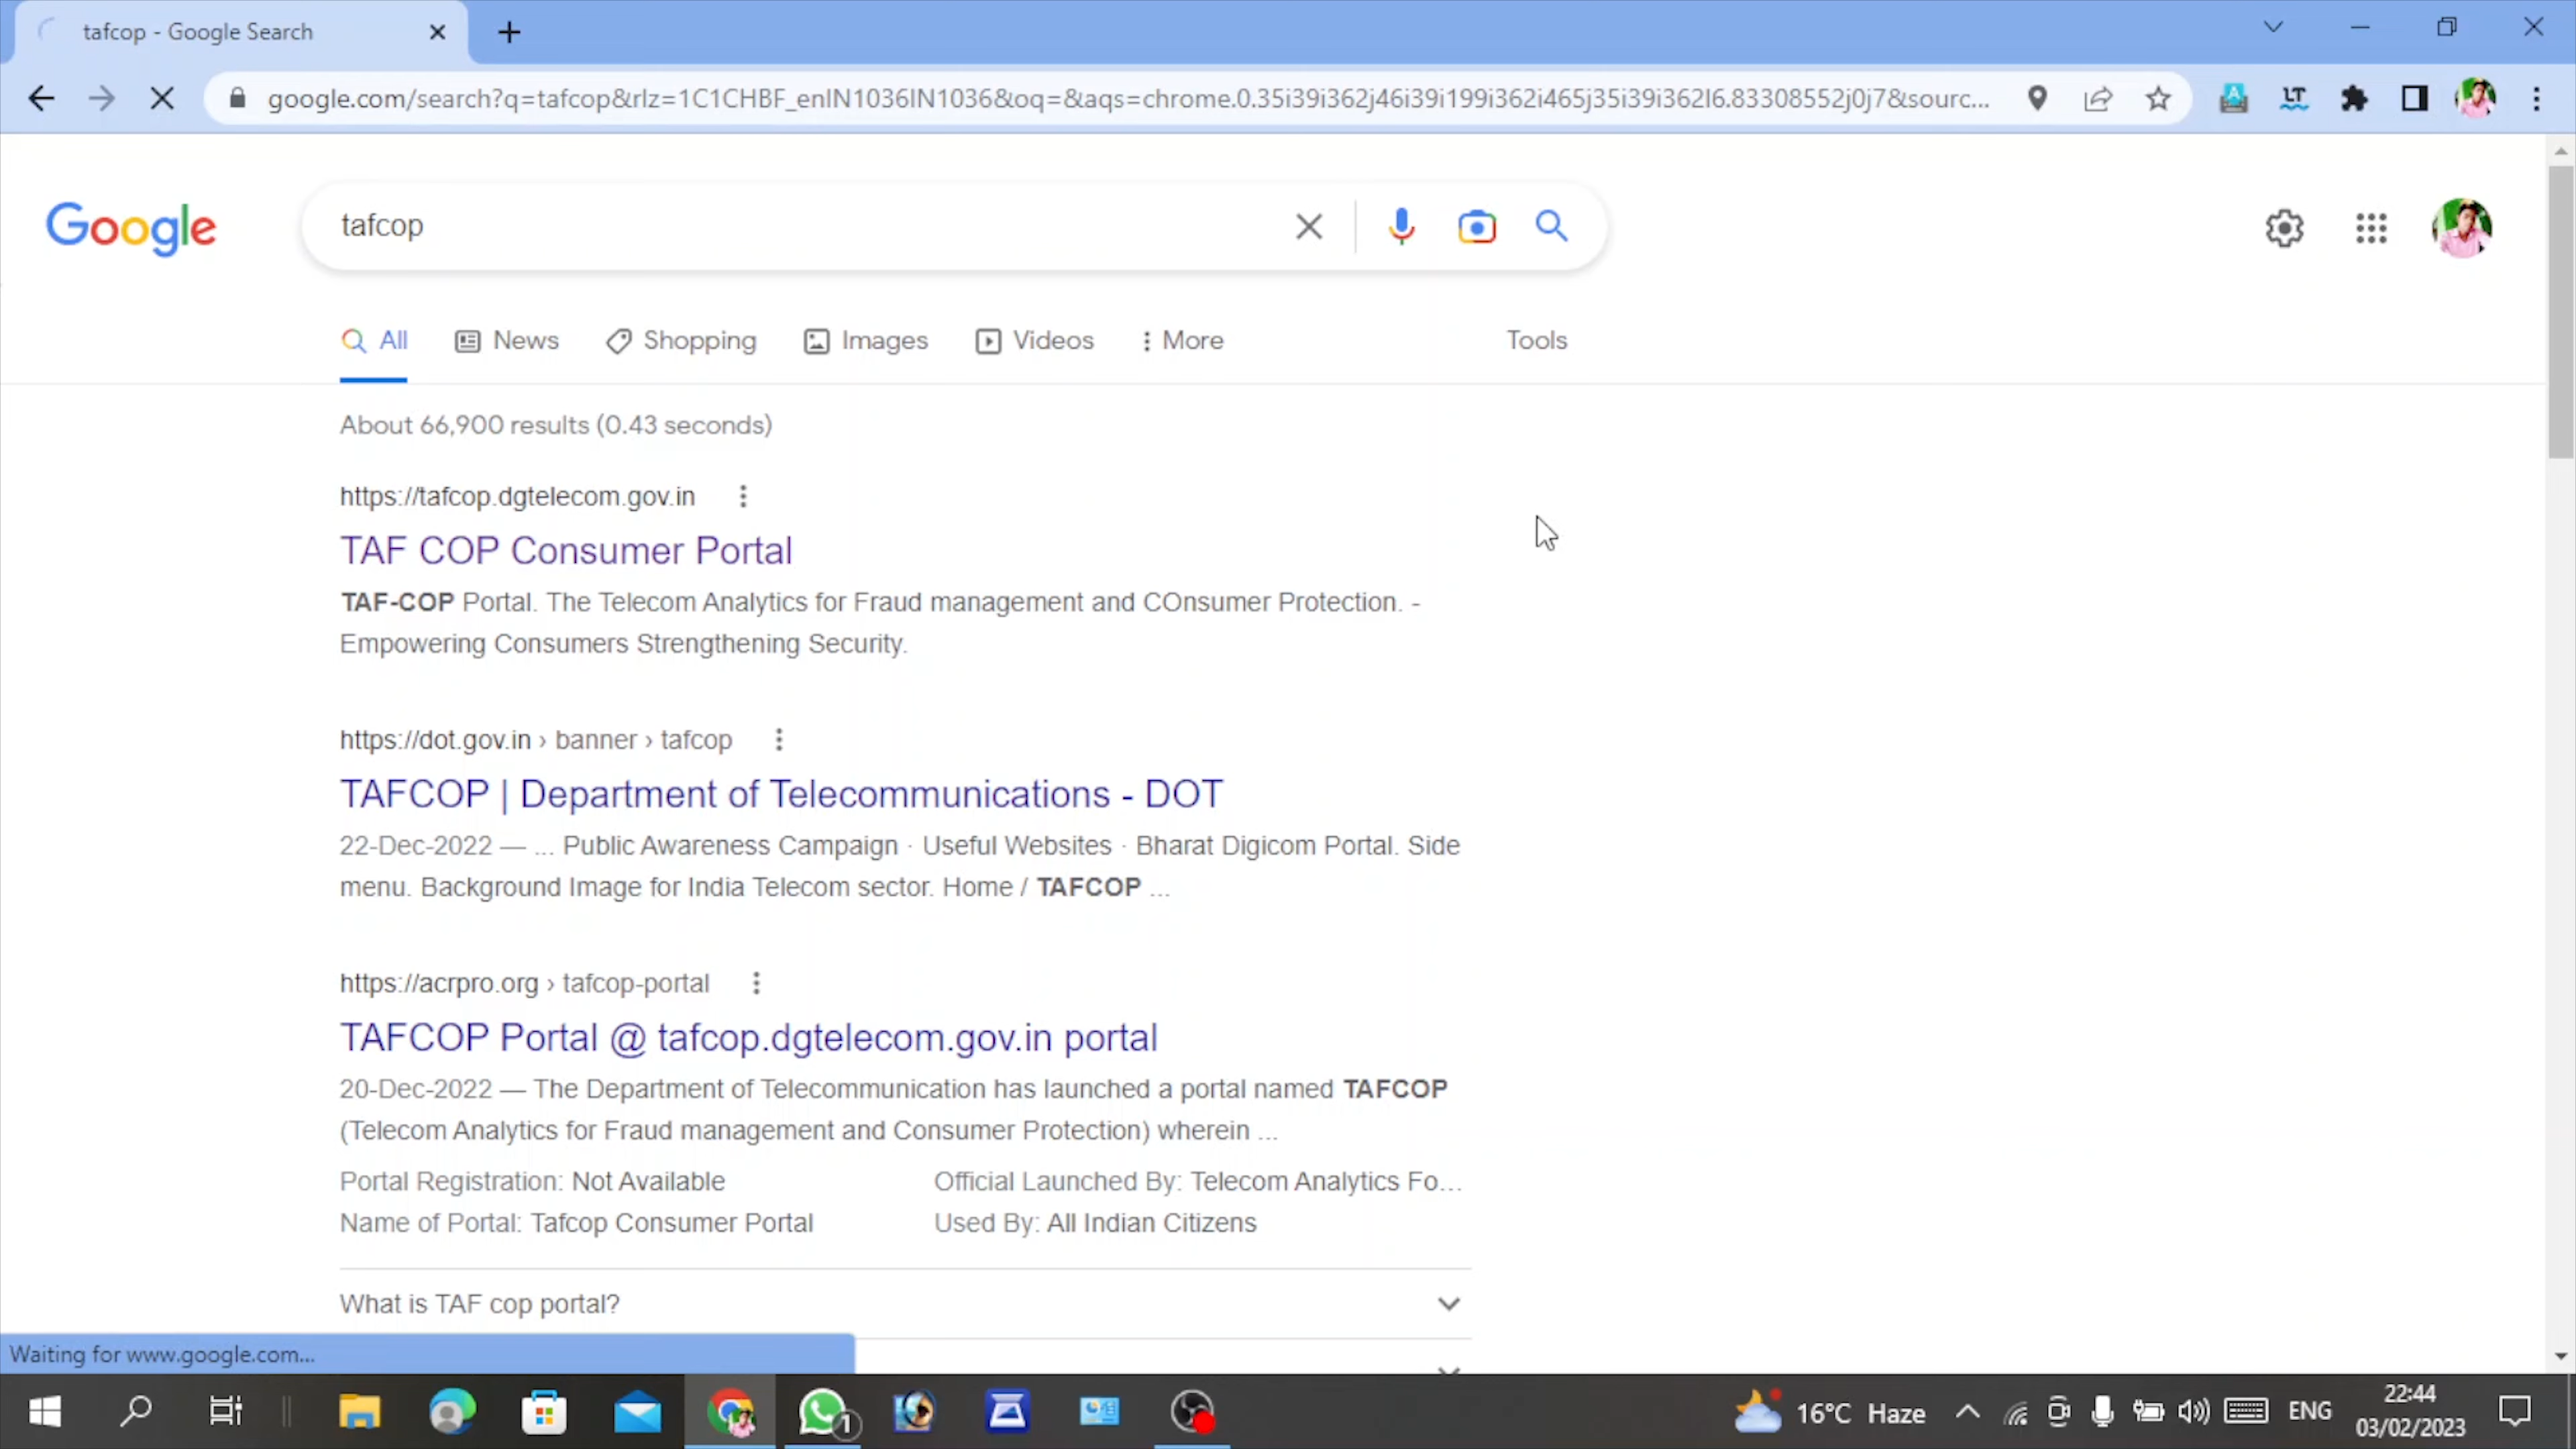 tafcop - Google Search
google.com/search?q=tafcop&rlz=1C1CHBF_enIN1036IN1036&oq=&aqs=chrome.0.35i39i362j46i39i199i362i465j35i39i362l6.83308552j0j7&sourc...
LT
Google
tafcop
All News Shopping Images Videos More Tools
About 66,900 results (0.43 seconds)
https://tafcop.dgtelecom.gov.in
TAF COP Consumer Portal
TAF-COP Portal. The Telecom Analytics for Fraud management and COnsumer Protection. -
Empowering Consumers Strengthening Security.
https://dot.gov.in › banner › tafcop
TAFCOP | Department of Telecommunications - DOT
22-Dec-2022 — ... Public Awareness Campaign · Useful Websites · Bharat Digicom Portal. Side
menu. Background Image for India Telecom sector. Home / TAFCOP ...
https://acrpro.org › tafcop-portal
TAFCOP Portal @ tafcop.dgtelecom.gov.in portal
20-Dec-2022 — The Department of Telecommunication has launched a portal named TAFCOP
(Telecom Analytics for Fraud management and Consumer Protection) wherein ...
Portal Registration: Not Available Official Launched By: Telecom Analytics Fo...
Name of Portal: Tafcop Consumer Portal Used By: All Indian Citizens
What is TAF cop portal?
Waiting for www.google.com...
1 16°C Haze ENG 22:44
03/02/2023